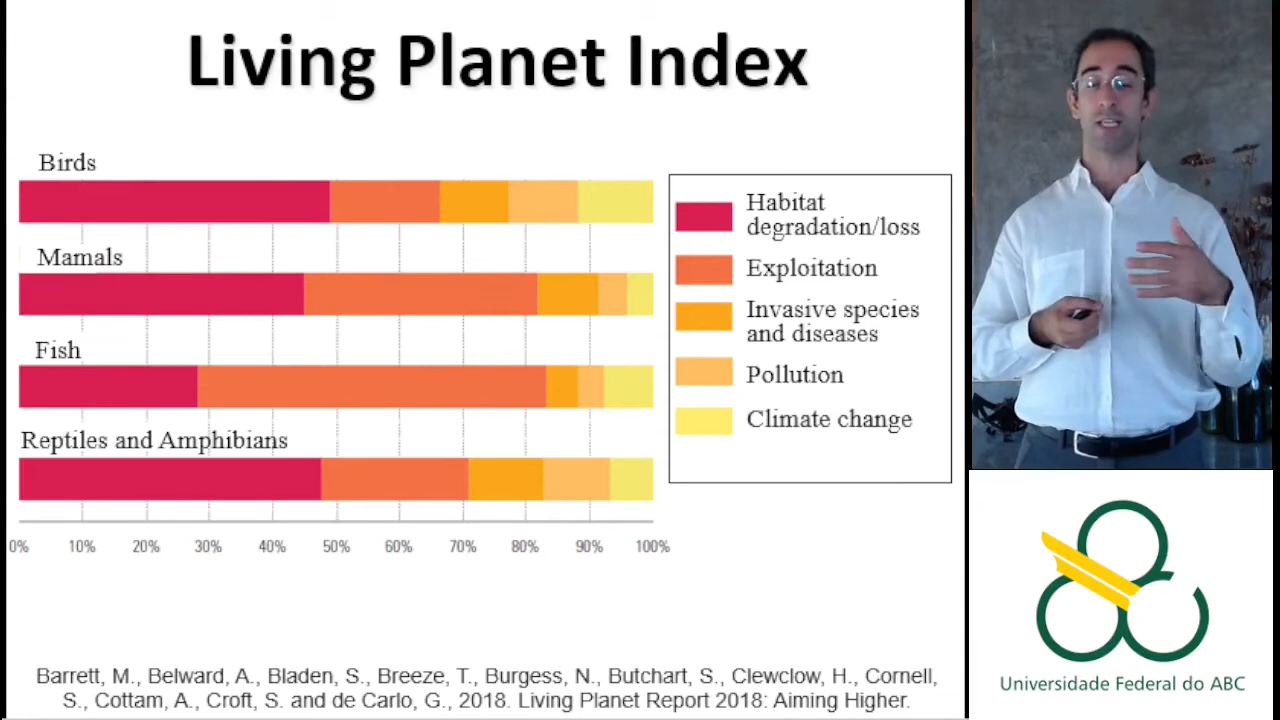 Living Planet Index
Birds
Mamals
Fish
Reptiles and Amphibians
0% 10% 20% 30% 40% 50% 60% 70% 80% 90% 100%
Habitat
degradation/loss
Exploitation
Invasive species
and diseases
Pollution
Climate change
Barrett, M., Belward, A., Bladen, S., Breeze, T., Burgess, N., Butchart, S., Clewclow, H., Cornell,
S., Cottam, A., Croft, S. and de Carlo, G., 2018. Living Planet Report 2018: Aiming Higher.
Universidade Federal do ABC